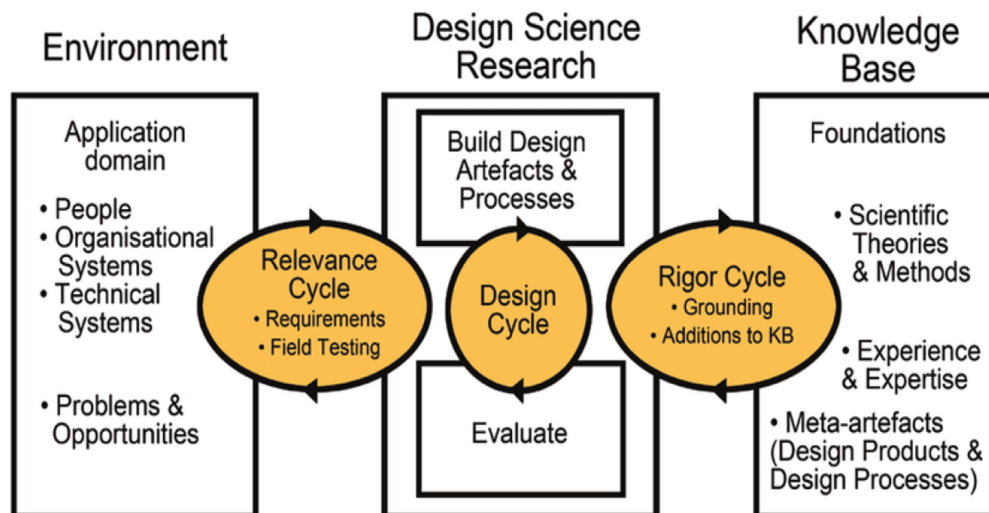 Environment
Application
domain
• People
• Organisational
Systems
• Technical
Systems
• Problems &
Opportunities
Relevance
Cycle
• Requirements
• Field Testing
Design Science
Research
Build Design
Artefacts &
Processes
Design
Cycle
Evaluate
Rigor Cycle
• Grounding
• Additions to KB
Knowledge
Base
Foundations
• Scientific
Theories
& Methods
• Experience
& Expertise
• Meta-artefacts
(Design Products &
Design Processes)